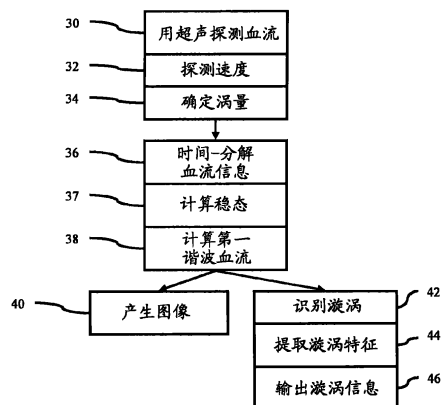 30
用超声探测血流
32
探测速度
34
确定涡量
36
时间-分解
血流信息
37
计算稳态
38
计算第一
谐波血流
40
产生图像
42
识别漩涡
44
提取漩涡特征
46
输出漩涡信息